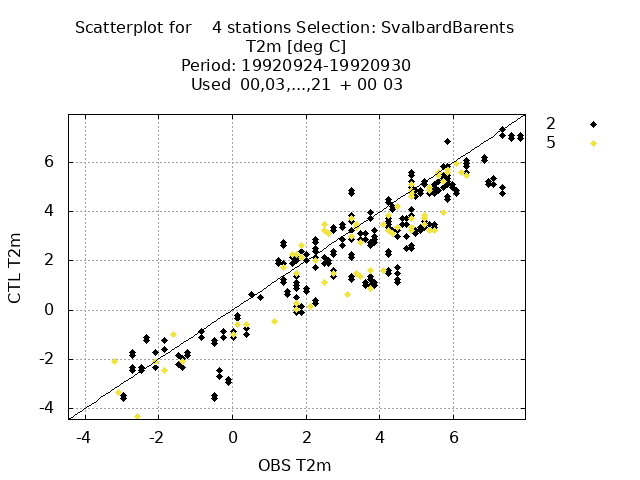 Scatterplot for 4 stations Selection: SvalbardBarents
T2m [deg C]
Period: 19920924-19920930
Used 00,03,...,21 + 00 03
2
5
6
4
2
0
-2
-4
CTL T2m
-4 -2 0 2 4 6
OBS T2m